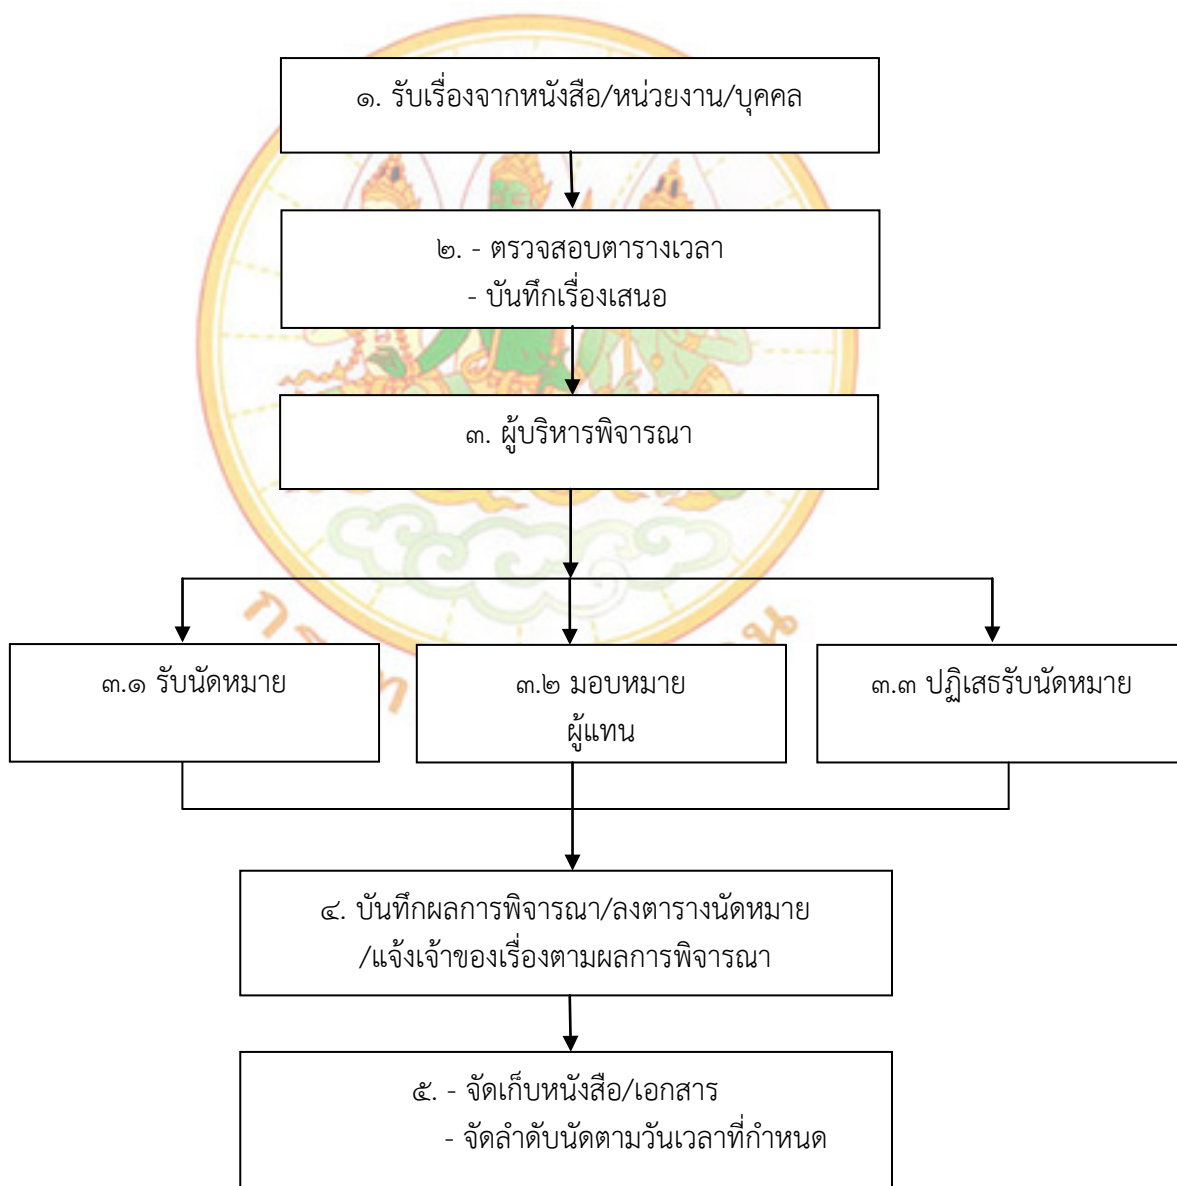 ๑. รับเรื่องจากหนังสือ/หน่วยงาน/บุคคล
๒. - ตรวจสอบตารางเวลา
- บันทึกเรื่องเสนอ
๓. ผู้บริหารพิจารณา
๓.๑ รับนัดหมาย
๓.๒ มอบหมาย
ผู้แทน
๓.๓ ปฏิเสธรับนัดหมาย
๔. บันทึกผลการพิจารณา/ลงตารางนัดหมาย
/แจ้งเจ้าของเรื่องตามผลการพิจารณา
๕. - จัดเก็บหนังสือ/เอกสาร
- จัดลำดับนัดตามวันเวลาที่กำหนด